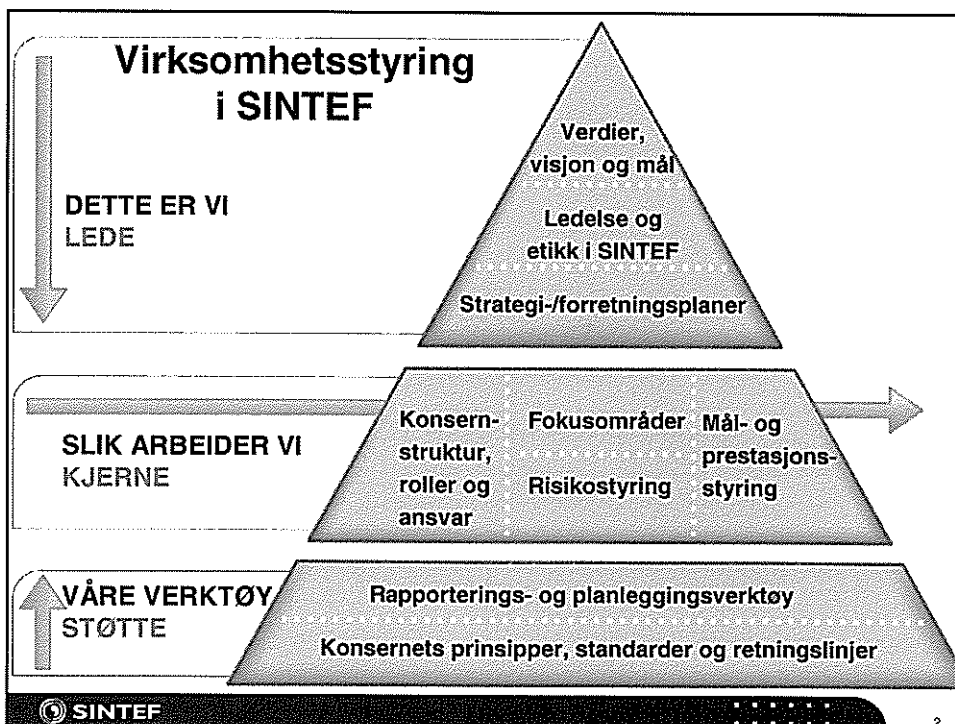 Virksomhetsstyring
i SINTEF
DETTE ER VI
LEDE
Verdier,
visjon og mål
Ledelse og
etikk i SINTEF
Strategi-/forretningsplaner
SLIK ARBEIDER VI
KJERNE
Konsern-
struktur,
roller og
ansvar
Fokusområder
Risikostyring
Mål- og
prestasjons-
styring
VÅRE VERKTØY
STØTTE
Rapporterings- og planleggingsverktøy
Konsernets prinsipper, standarder og retningslinjer
SINTEF